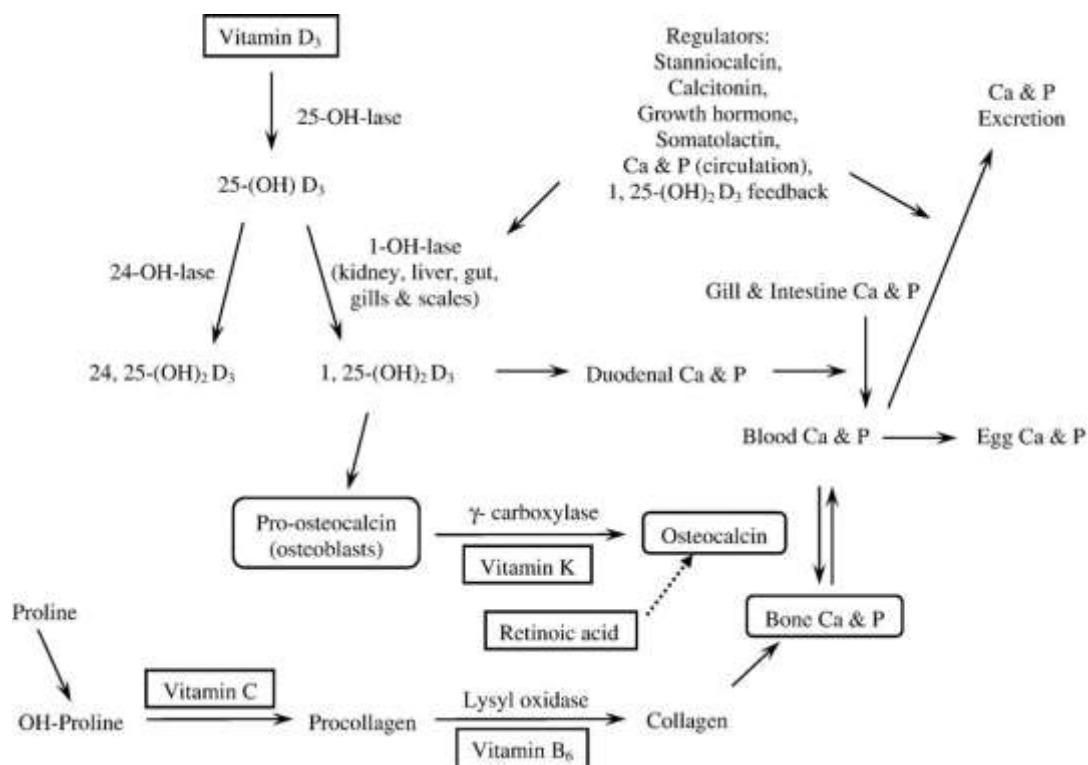 Vitamin D₃
Regulators:
Stanniocalcin,
Calcitonin,
Growth hormone,
Somatolactin,
Ca & P (circulation),
1, 25-(OH)₂ D₃ feedback
Ca & P
Excretion
25-OH-lase
25-(OH) D₃
24-OH-lase
1-OH-lase
(kidney, liver, gut,
gills & scales)
Gill & Intestine Ca & P
24, 25-(OH)₂ D₃
1, 25-(OH)₂ D₃
Duodenal Ca & P
Blood Ca & P
Egg Ca & P
Pro-osteocalcin
(osteoblasts)
γ- carboxylase
Vitamin K
Osteocalcin
Retinoic acid
Bone Ca & P
Proline
OH-Proline
Vitamin C
Procollagen
Lysyl oxidase
Vitamin B₆
Collagen